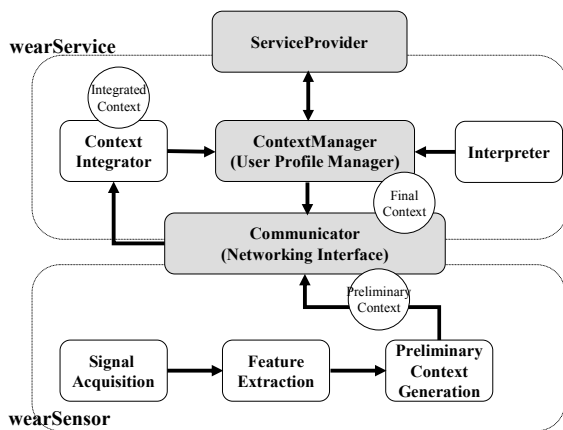 wearService
ServiceProvider
Integrated
Context
Context
Integrator
ContextManager
(User Profile Manager)
Interpreter
Final
Context
Communicator
(Networking Interface)
Preliminary
Context
Signal
Acquisition
Feature
Extraction
Preliminary
Context
Generation
wearSensor